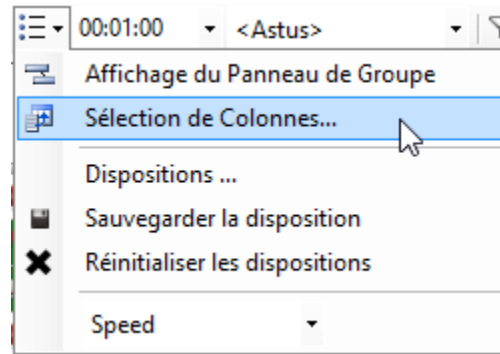 00:01:00 <Astus>
Affichage du Panneau de Groupe
Sélection de Colonnes...
Dispositions ...
Sauvegarder la disposition
Réinitialiser les dispositions
Speed